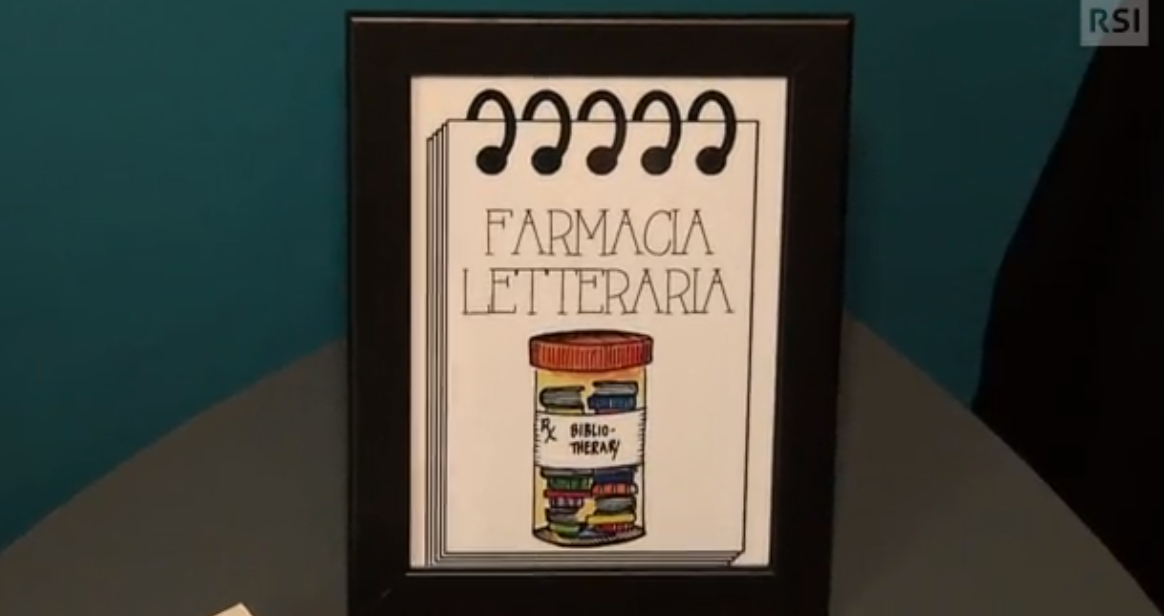 RSI
FARMACIA
LETTERARIA
Rx BIBLIO-
THERAPY